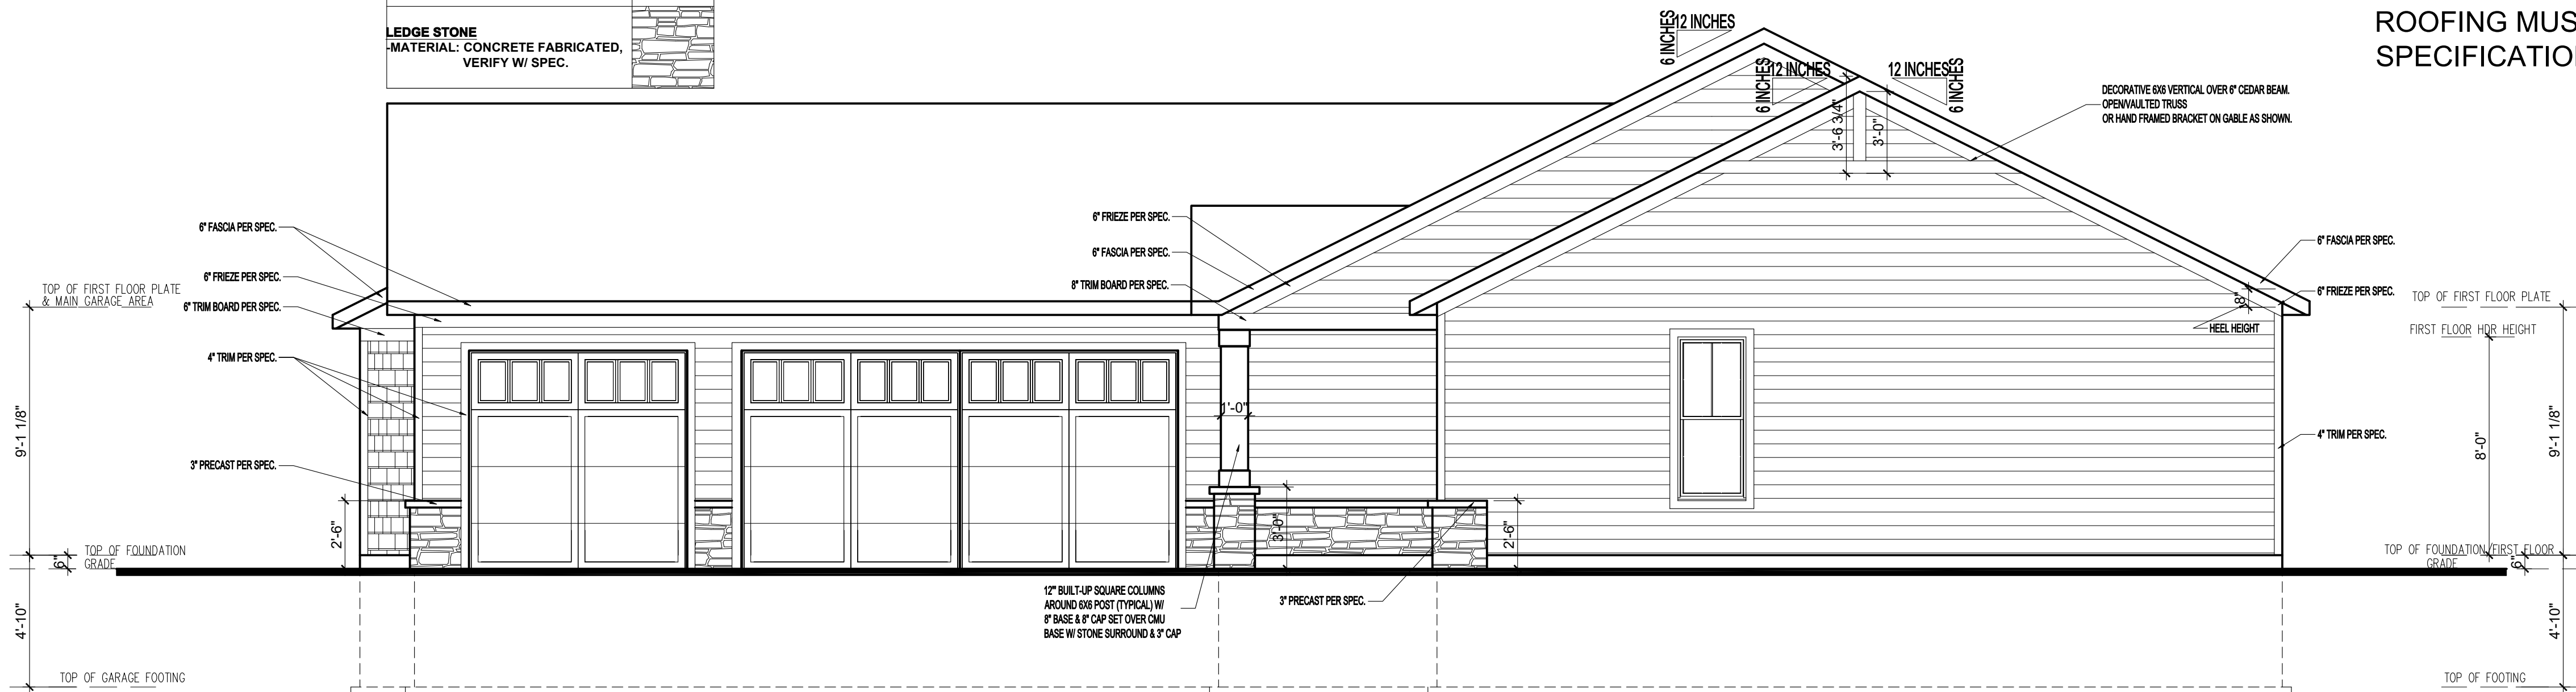 LEDGE STONE
-MATERIAL: CONCRETE FABRICATED,
VERIFY W/ SPEC.
ROOFING MUS
SPECIFICATION
12 INCHES
6 INCHES
12 INCHES
6 INCHES
12 INCHES
6 INCHES
3'-6 3/4"
3'-0"
DECORATIVE 6X6 VERTICAL OVER 6" CEDAR BEAM.
OPEN/VAULTED TRUSS
OR HAND FRAMED BRACKET ON GABLE AS SHOWN.
6" FASCIA PER SPEC.
6" FRIEZE PER SPEC.
6" TRIM BOARD PER SPEC.
4" TRIM PER SPEC.
3" PRECAST PER SPEC.
TOP OF FIRST FLOOR PLATE
& MAIN GARAGE AREA
9'-1 1/8"
2'-6"
TOP OF FOUNDATION
GRADE
6"
4'-10"
TOP OF GARAGE FOOTING
6" FRIEZE PER SPEC.
6" FASCIA PER SPEC.
8" TRIM BOARD PER SPEC.
1'-0"
3'-0"
2'-6"
12" BUILT-UP SQUARE COLUMNS
AROUND 6X6 POST (TYPICAL) W/
8" BASE & 8" CAP SET OVER CMU
BASE W/ STONE SURROUND & 3" CAP
3" PRECAST PER SPEC.
6" FASCIA PER SPEC.
6" FRIEZE PER SPEC.
8"
HEEL HEIGHT
4" TRIM PER SPEC.
TOP OF FIRST FLOOR PLATE
FIRST FLOOR HDR HEIGHT
8'-0"
9'-1 1/8"
TOP OF FOUNDATION/FIRST FLOOR
GRADE
6"
4'-10"
TOP OF FOOTING